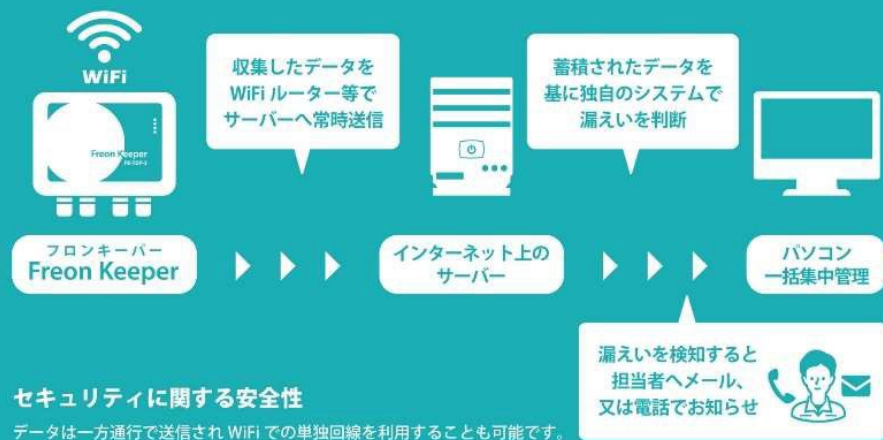 WiFi
収集したデータを
WiFi ルーター等で
サーバーへ常時送信
蓄積されたデータを
基に独自のシステムで
漏えいを判断
Freon Keeper
フロンキーパー
Freon Keeper
インターネット上の
サーバー
パソコン
一括集中管理
漏えいを検知すると
担当者へメール、
又は電話でお知らせ
セキュリティに関する安全性
データは一方通行で送信され WiFi での単独回線を利用することも可能です。